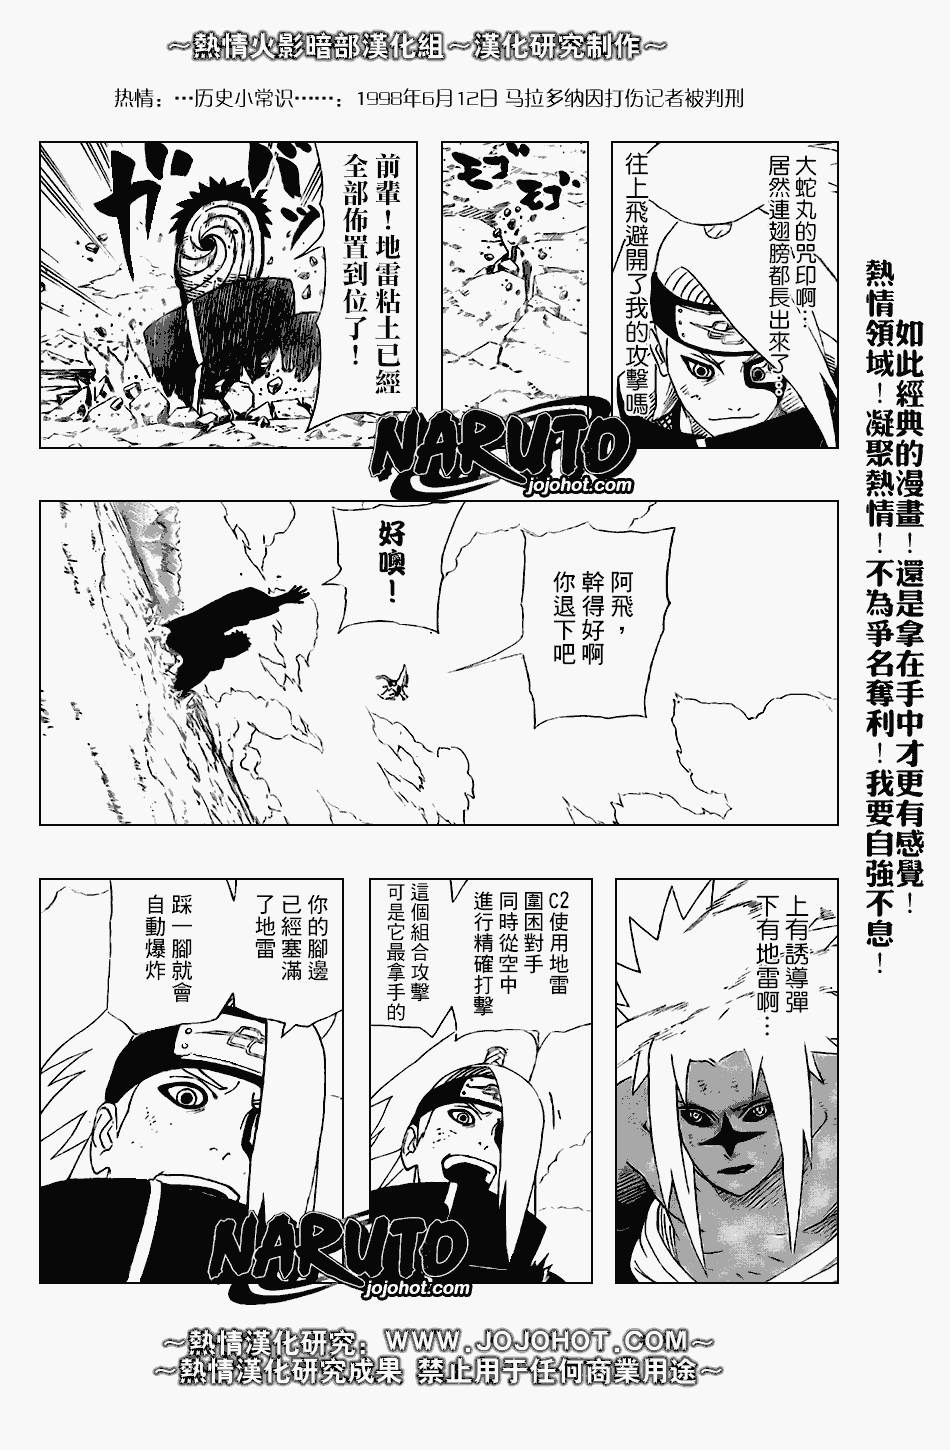 ～熱情火影暗部漢化組～漢化研究制作～
热情：…历史小常识……：1998年6月12日 马拉多纳因打伤记者被判刑
大蛇丸的咒印啊…
居然連翅膀都長出來了…
往上飛避開了我的攻擊嗎
モゴ
モゴ
前輩！地雷粘土已經
全部佈置到位了！
ガバッ
NARUTO
jojohot.com
如此經典的漫畫！還是拿在手中才更有感覺！
熱情領域！凝聚熱情！不為爭名奪利！我要自強不息！
阿飛，
幹得好啊
你退下吧
好噢！
上有誘導彈
下有地雷啊…
C2使用地雷
圍困對手
同時從空中
進行精確打擊
這個組合攻擊
可是它最拿手的
你的腳邊
已經塞滿
了地雷
踩一腳就會
自動爆炸
NARUTO
jojohot.com
～熱情漢化研究：WWW.JOJOHOT.COM～
～熱情漢化研究成果 禁止用于任何商業用途～